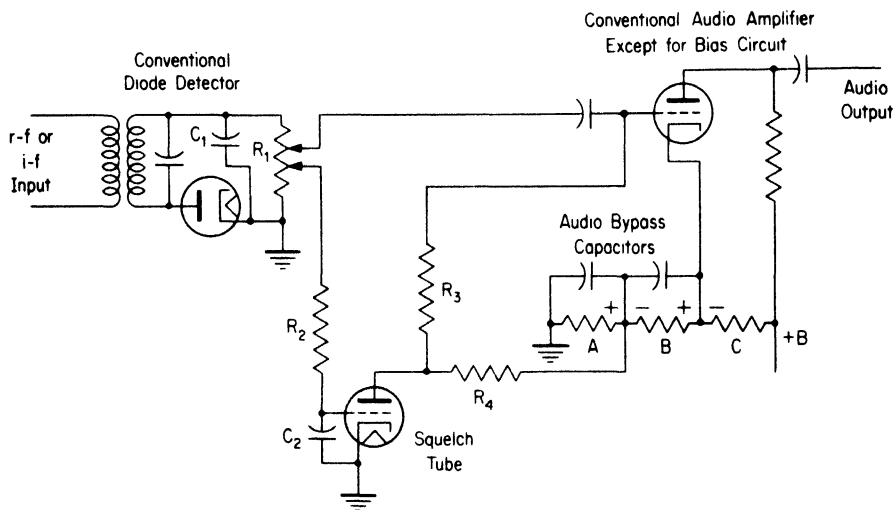 Conventional Audio Amplifier
Except for Bias Circuit
Conventional
Diode Detector
Audio
Output
r-f or
i-f
Input
C1
R1
Audio Bypass
Capacitors
R3
R2
+
−
+
−
A
B
C
+B
R4
C2
Squelch
Tube